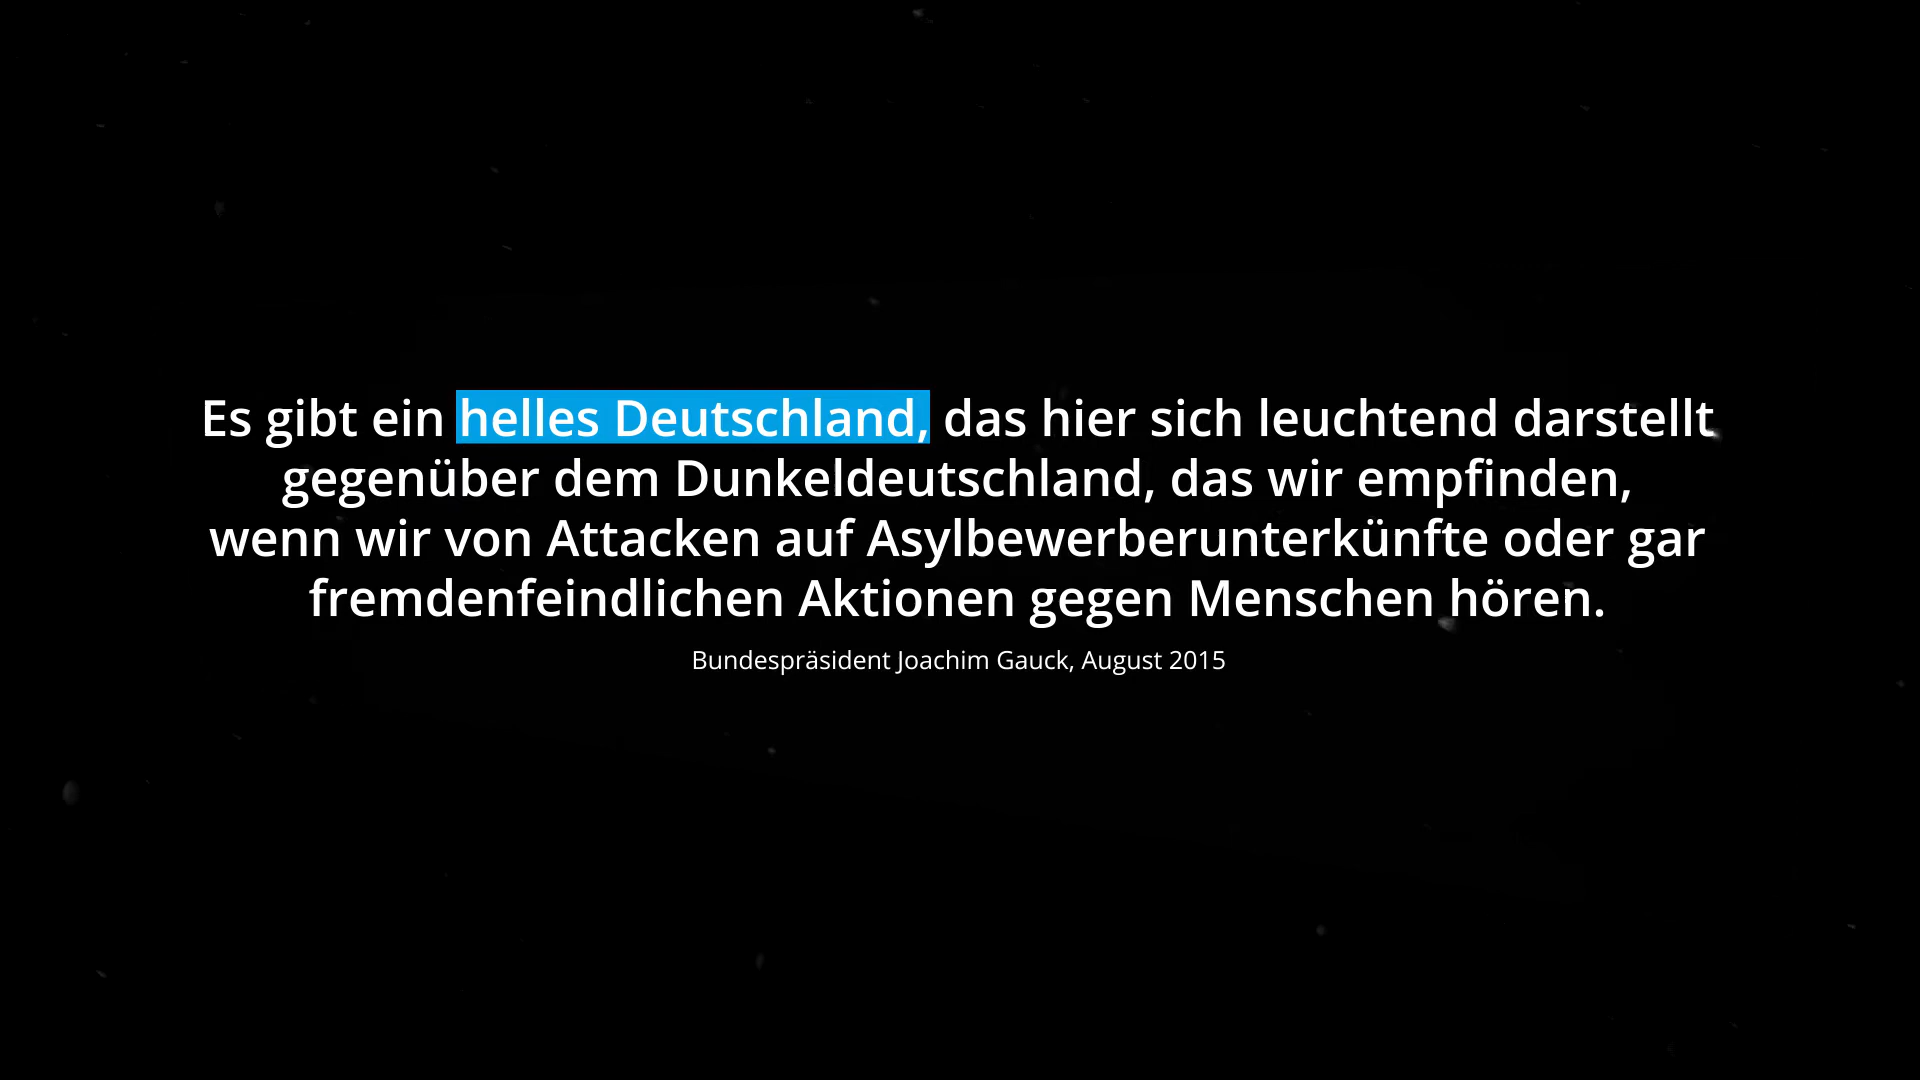 Es gibt ein helles Deutschland, das hier sich leuchtend darstellt
gegenüber dem Dunkeldeutschland, das wir empfinden,
wenn wir von Attacken auf Asylbewerberunterkünfte oder gar
fremdenfeindlichen Aktionen gegen Menschen hören.
Bundespräsident Joachim Gauck, August 2015